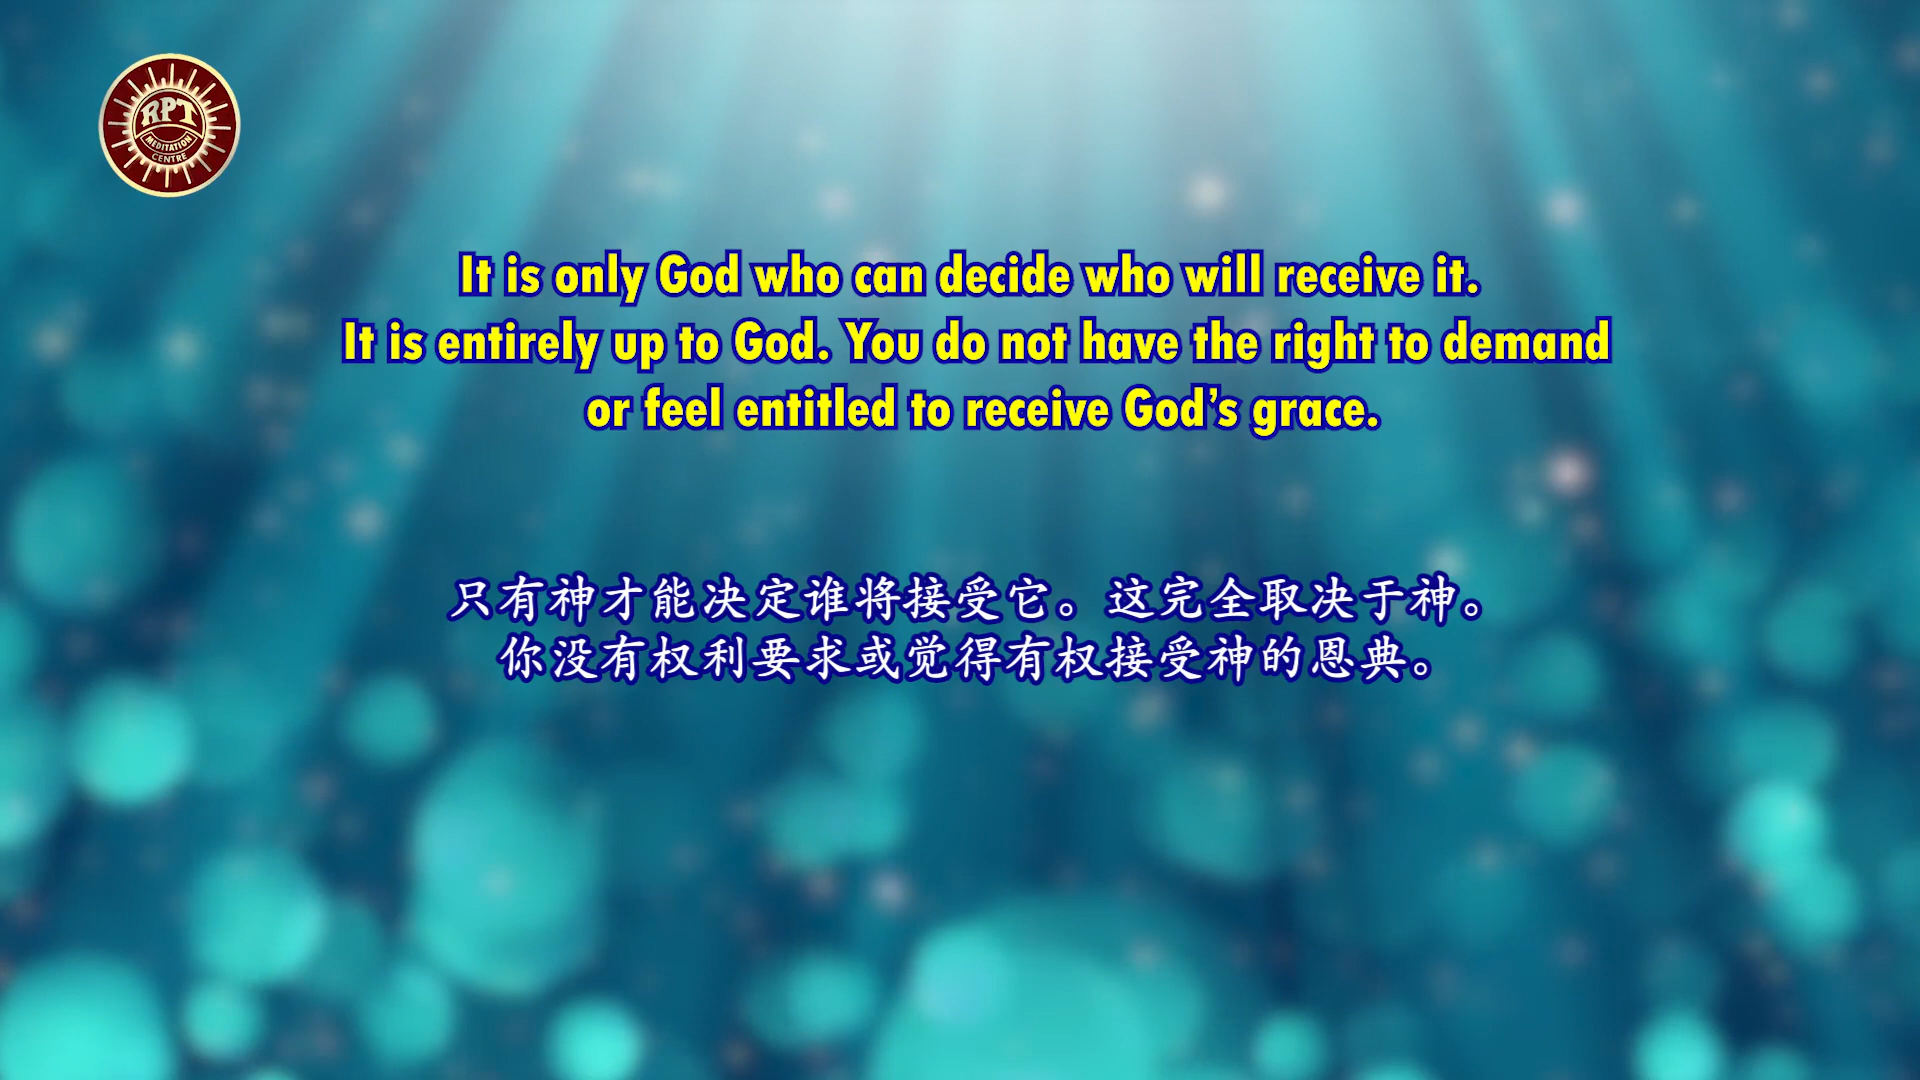 RPT
MEDITATION
CENTRE
It is only God who can decide who will receive it.
It is entirely up to God. You do not have the right to demand
or feel entitled to receive God’s grace.
只有神才能决定谁将接受它。这完全取决于神。
你没有权利要求或觉得有权接受神的恩典。